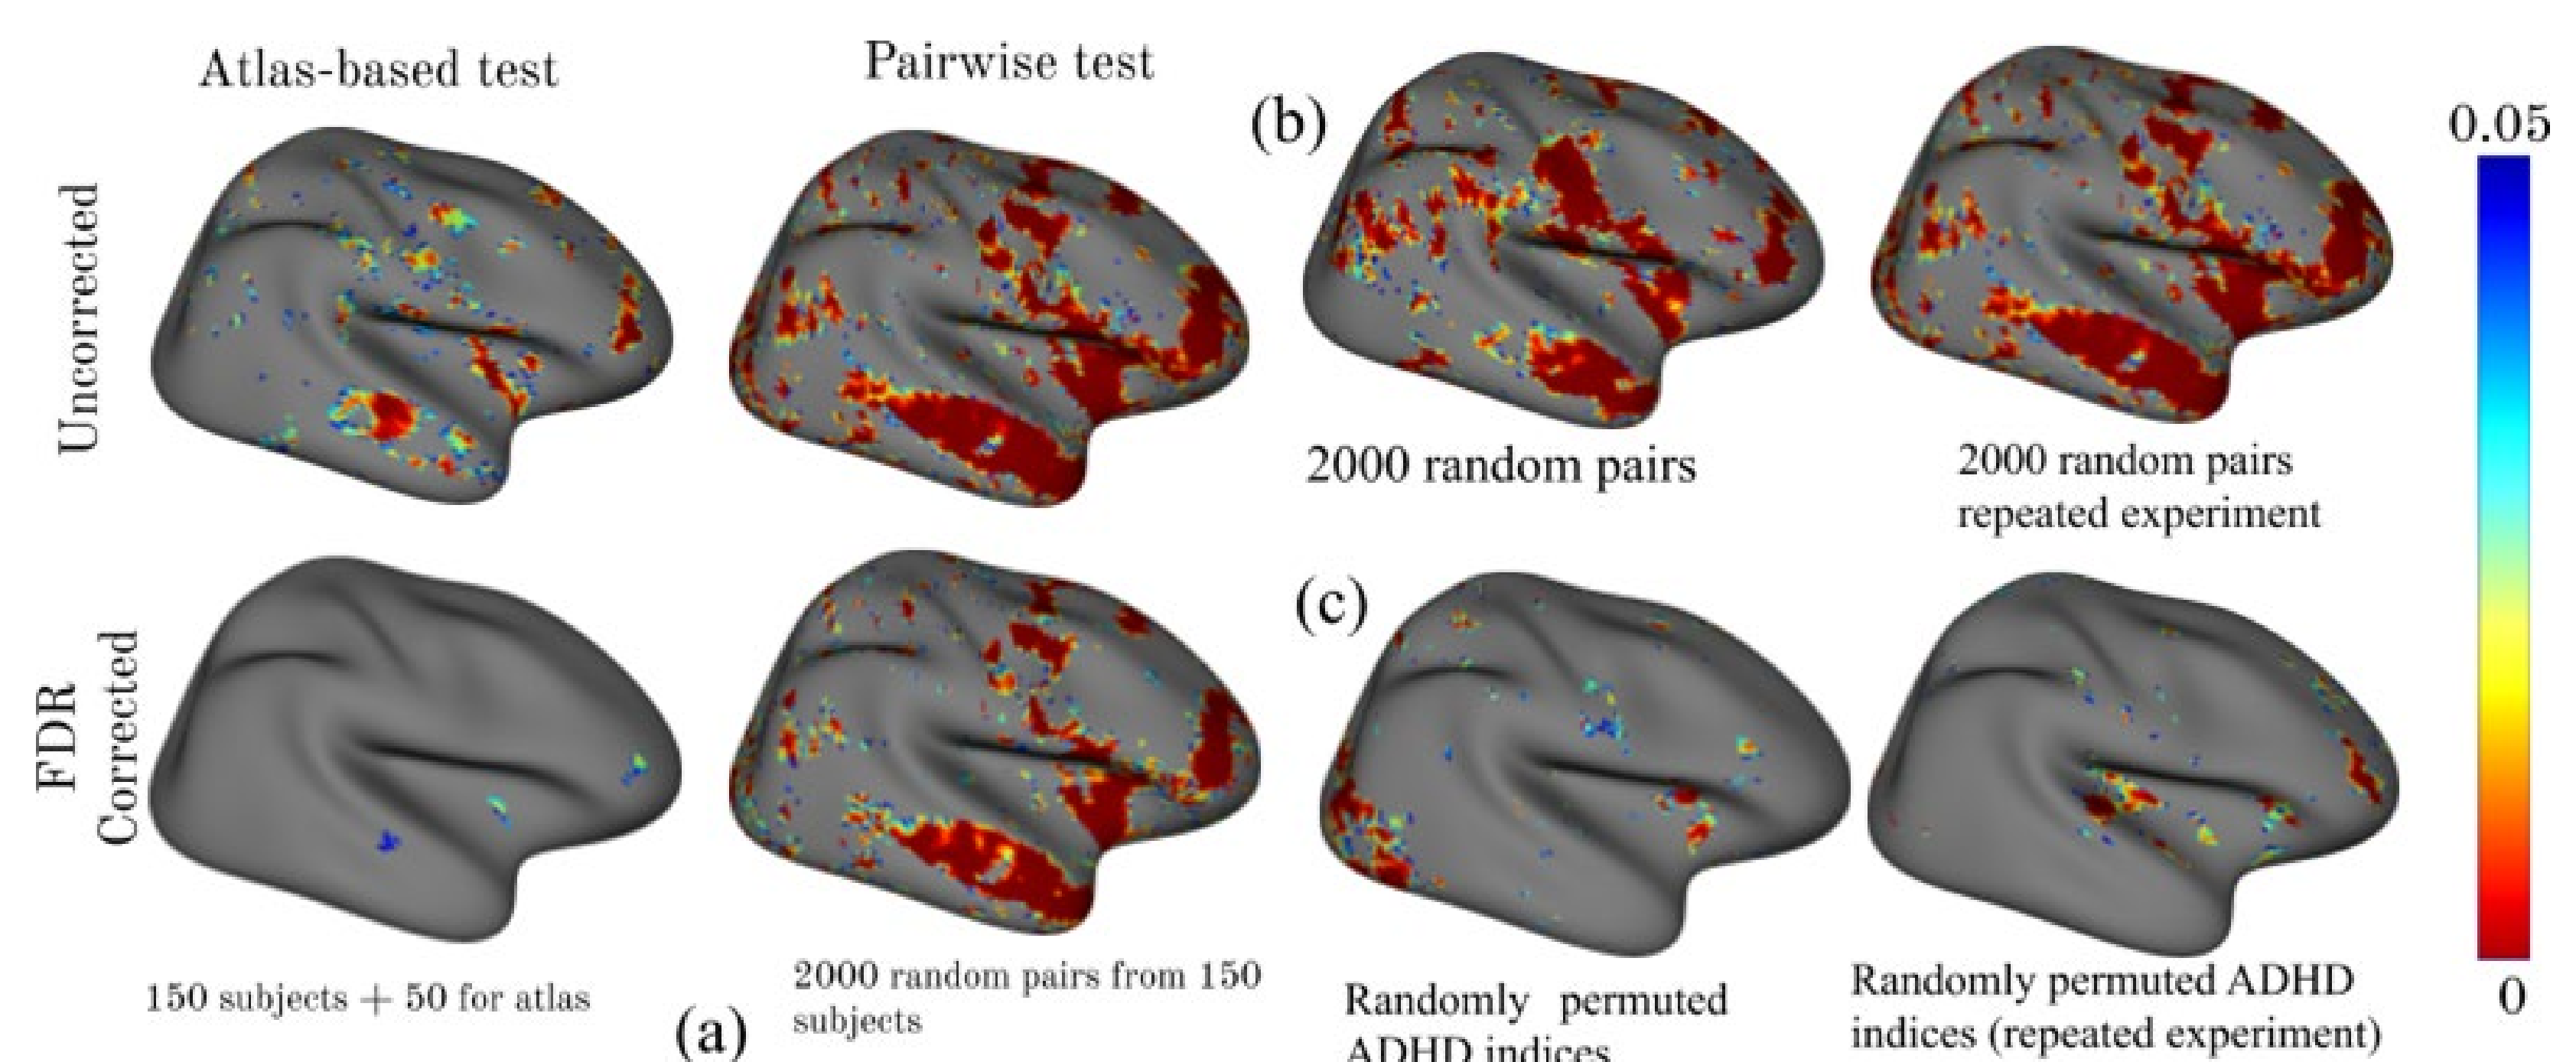 Atlas-based test
Pairwise test
(b)
0.05
Uncorrected
2000 random pairs
2000 random pairs
repeated experiment
FDR
Corrected
(c)
150 subjects + 50 for atlas
(a)
2000 random pairs from 150
subjects
Randomly permuted
ADHD indices
Randomly permuted ADHD
indices (repeated experiment)
0